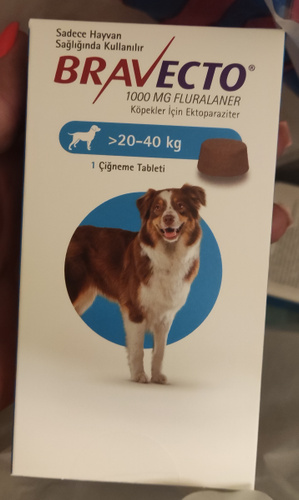 Sadece Hayvan
Sağlığında Kullanılır
BRAVECTO®
1000 MG FLURALANER
Köpekler İçin Ektoparaziter
>20-40 kg
1 Çiğneme Tableti